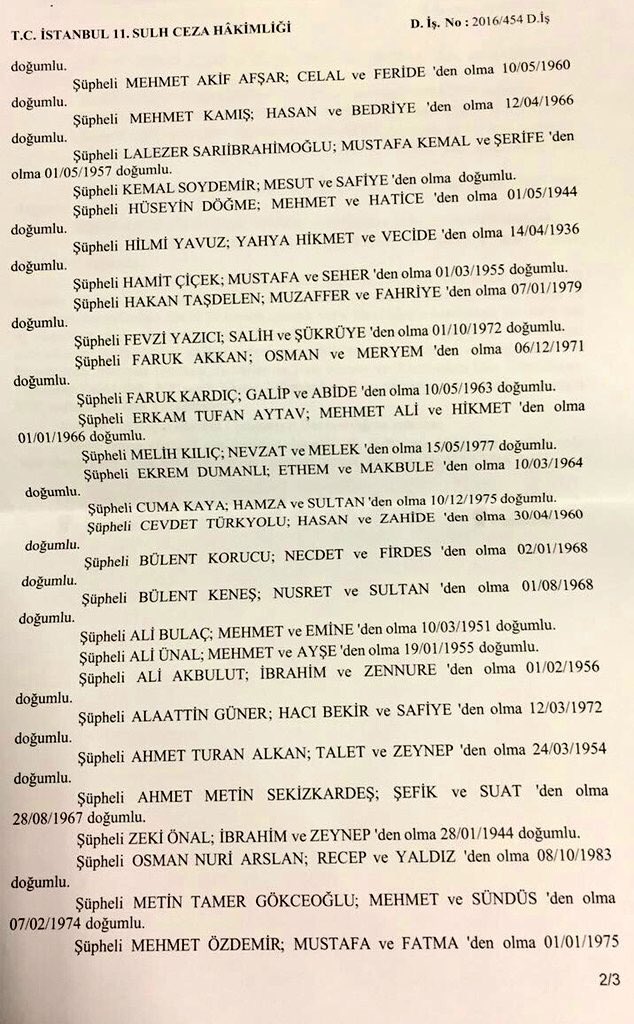 T.C. İSTANBUL 11. SULH CEZA HÂKİMLİĞİ D. İş. No : 2016/454 D.İş
doğumlu.
Şüpheli MEHMET AKİF AFŞAR; CELAL ve FERİDE 'den olma 10/05/1960
doğumlu.
Şüpheli MEHMET KAMIŞ; HASAN ve BEDRİYE 'den olma 12/04/1966
doğumlu.
Şüpheli LALEZER SARIİBRAHİMOĞLU; MUSTAFA KEMAL ve ŞERİFE 'den
olma 01/05/1957 doğumlu.
Şüpheli KEMAL SOYDEMİR; MESUT ve SAFİYE 'den olma doğumlu.
Şüpheli HÜSEYİN DÖĞME; MEHMET ve HATİCE 'den olma 01/05/1944
doğumlu.
Şüpheli HİLMİ YAVUZ; YAHYA HİKMET ve VECİDE 'den olma 14/04/1936
doğumlu.
Şüpheli HAMİT ÇİÇEK; MUSTAFA ve SEHER 'den olma 01/03/1955 doğumlu.
Şüpheli HAKAN TAŞDELEN; MUZAFFER ve FAHRİYE 'den olma 07/01/1979
doğumlu.
Şüpheli FEVZİ YAZICI; SALİH ve ŞÜKRÜYE 'den olma 01/10/1972 doğumlu.
Şüpheli FARUK AKKAN; OSMAN ve MERYEM 'den olma 06/12/1971
doğumlu.
Şüpheli FARUK KARDIÇ; GALİP ve ABİDE 'den olma 10/05/1963 doğumlu.
Şüpheli ERKAM TUFAN AYTAV; MEHMET ALİ ve HİKMET 'den olma
01/01/1966 doğumlu.
Şüpheli MELİH KILIÇ; NEVZAT ve MELEK 'den olma 15/05/1977 doğumlu.
Şüpheli EKREM DUMANLI; ETHEM ve MAKBULE 'den olma 10/03/1964
doğumlu.
Şüpheli CUMA KAYA; HAMZA ve SULTAN 'den olma 10/12/1975 doğumlu.
Şüpheli CEVDET TÜRKYOLU; HASAN ve ZAHİDE 'den olma 30/04/1960
doğumlu.
Şüpheli BÜLENT KORUCU; NECDET ve FİRDES 'den olma 02/01/1968
doğumlu.
Şüpheli BÜLENT KENEŞ; NUSRET ve SULTAN 'den olma 01/08/1968
doğumlu.
Şüpheli ALİ BULAÇ; MEHMET ve EMİNE 'den olma 10/03/1951 doğumlu.
Şüpheli ALİ ÜNAL; MEHMET ve AYŞE 'den olma 19/01/1955 doğumlu.
Şüpheli ALİ AKBULUT; İBRAHİM ve ZENNURE 'den olma 01/02/1956
doğumlu.
Şüpheli ALAATTİN GÜNER; HACI BEKİR ve SAFİYE 'den olma 12/03/1972
doğumlu.
Şüpheli AHMET TURAN ALKAN; TALET ve ZEYNEP 'den olma 24/03/1954
doğumlu.
Şüpheli AHMET METİN SEKİZKARDEŞ; ŞEFİK ve SUAT 'den olma
28/08/1967 doğumlu.
Şüpheli ZEKİ ÖNAL; İBRAHİM ve ZEYNEP 'den olma 28/01/1944 doğumlu.
Şüpheli OSMAN NURİ ARSLAN; RECEP ve YALDIZ 'den olma 08/10/1983
doğumlu.
Şüpheli METİN TAMER GÖKCEOĞLU; MEHMET ve SÜNDÜS 'den olma
07/02/1974 doğumlu.
Şüpheli MEHMET ÖZDEMİR; MUSTAFA ve FATMA 'den olma 01/01/1975
2/3